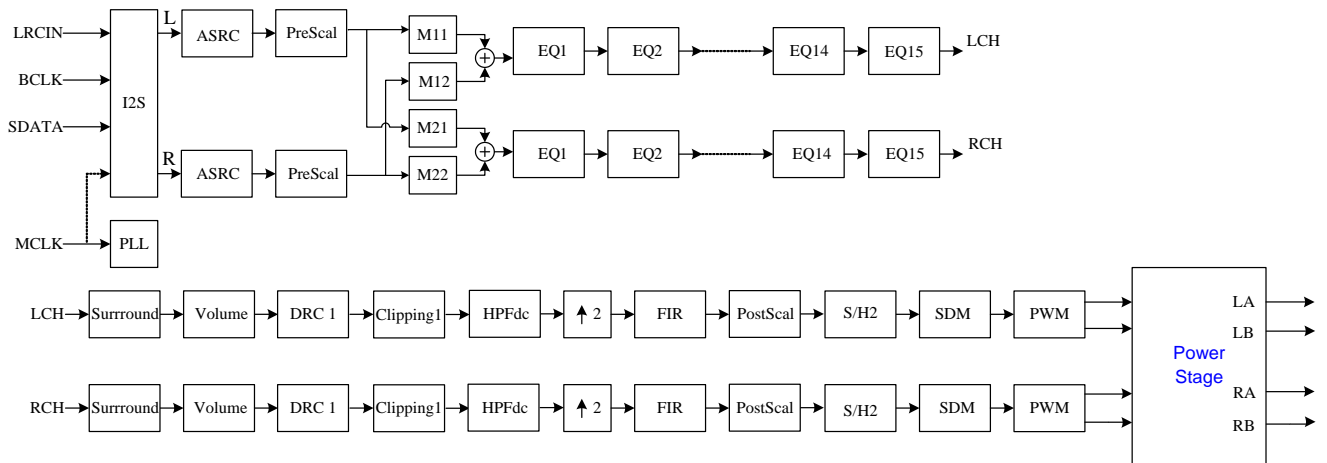 LRCIN
BCLK
SDATA
MCLK
I2S
PLL
L
ASRC
PreScal
R
ASRC
PreScal
M11
M12
M21
M22
+
+
EQ1
EQ2
EQ14
EQ15
LCH
EQ1
EQ2
EQ14
EQ15
RCH
LCH
Surrround
Volume
DRC 1
Clipping1
HPFdc
↑ 2
FIR
PostScal
S/H2
SDM
PWM
RCH
Surrround
Volume
DRC 1
Clipping1
HPFdc
↑ 2
FIR
PostScal
S/H2
SDM
PWM
Power
Stage
LA
LB
RA
RB